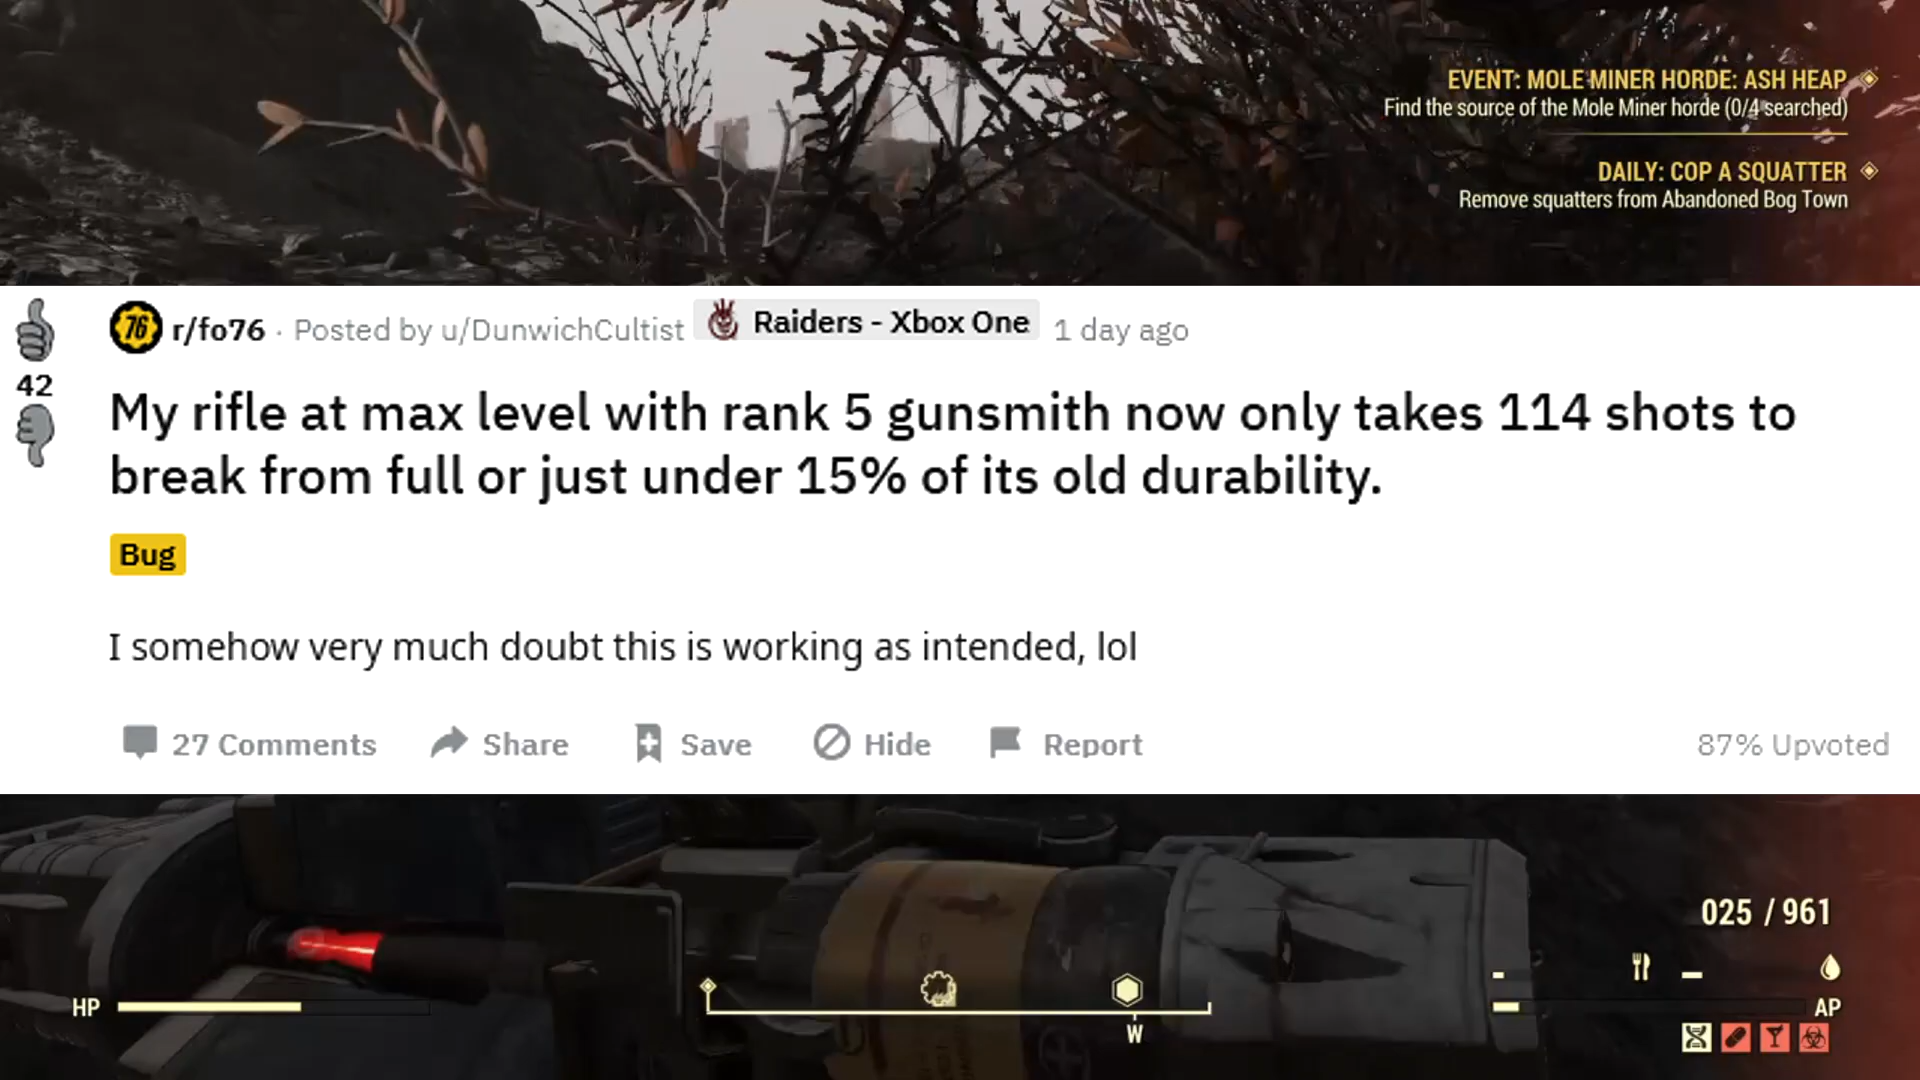 EVENT: MOLE MINER HORDE: ASH HEAP
Find the source of the Mole Miner horde (0/4 searched)
DAILY: COP A SQUATTER
Remove squatters from Abandoned Bog Town
76 r/fo76 · Posted by u/DunwichCultist Raiders - Xbox One 1 day ago
42
My rifle at max level with rank 5 gunsmith now only takes 114 shots to
break from full or just under 15% of its old durability.
Bug
I somehow very much doubt this is working as intended, lol
27 Comments Share Save Hide Report 87% Upvoted
025 / 961
HP
W
AP